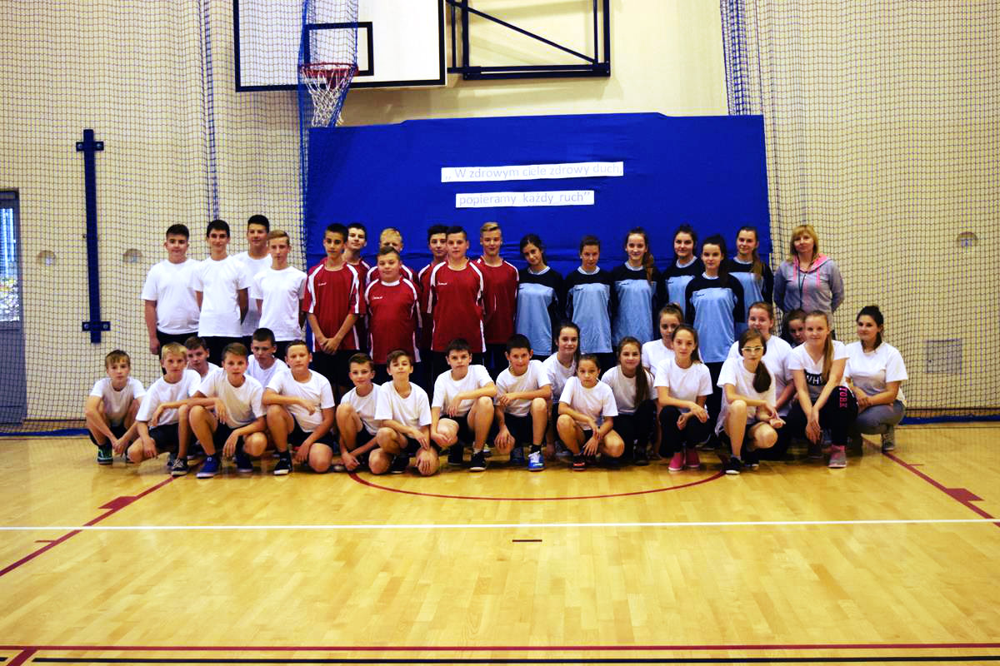 ,, W zdrowym ciele zdrowy duch,
popieramy każdy ruch''